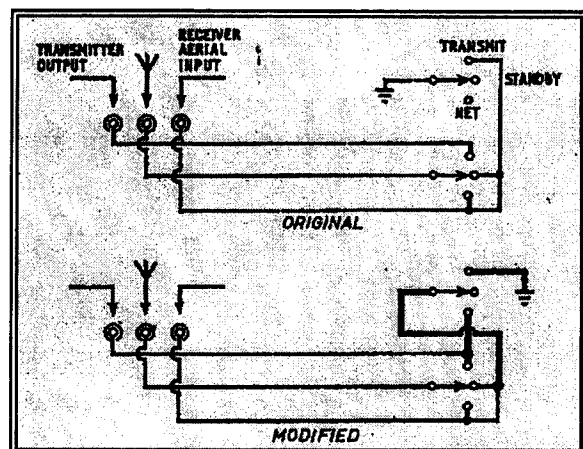 TRANSMITTER
OUTPUT
RECEIVER
AERIAL
INPUT
TRANSMIT
STANDBY
NET
ORIGINAL
MODIFIED